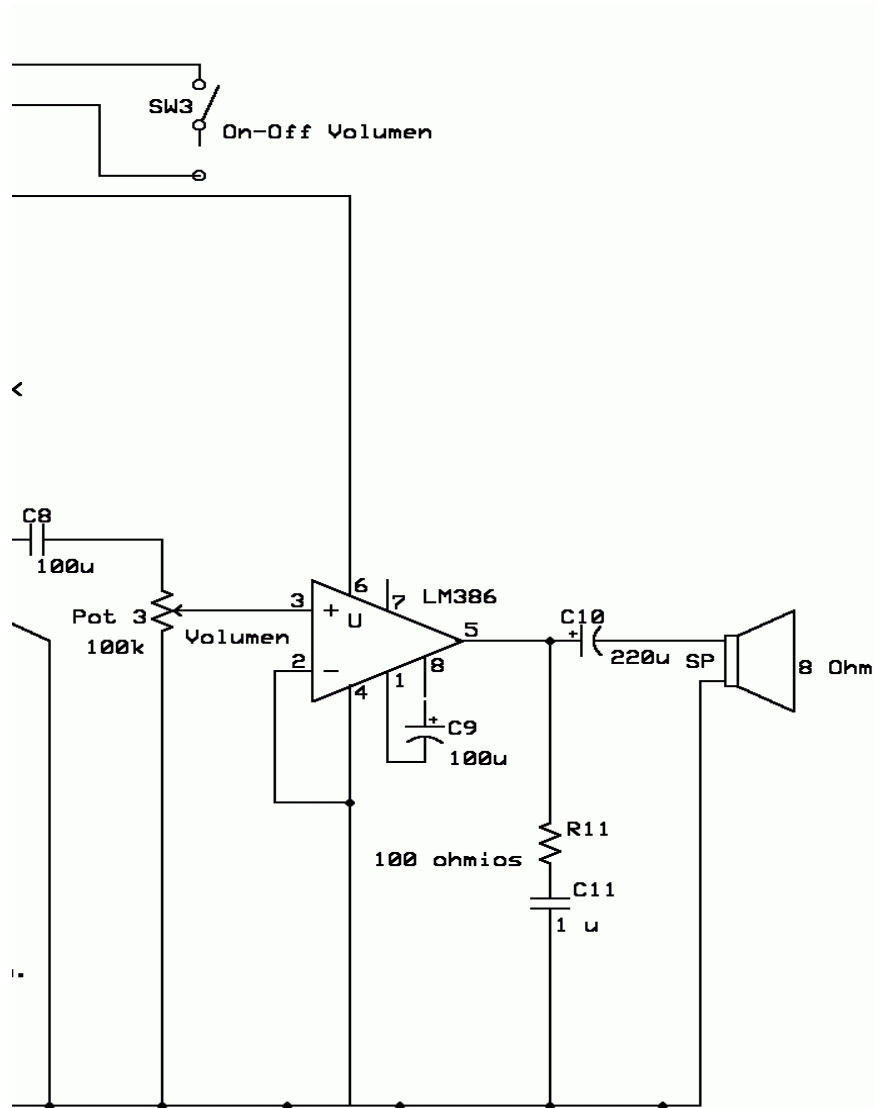 SW3
On-Off Volumen
C8
100u
Pot 3
100k
Volumen
3
2
+
-
U
6
7
LM386
5
8
1
4
+
C9
100u
C10
+
220u
SP
8 Ohm
R11
100 ohmios
C11
1 u